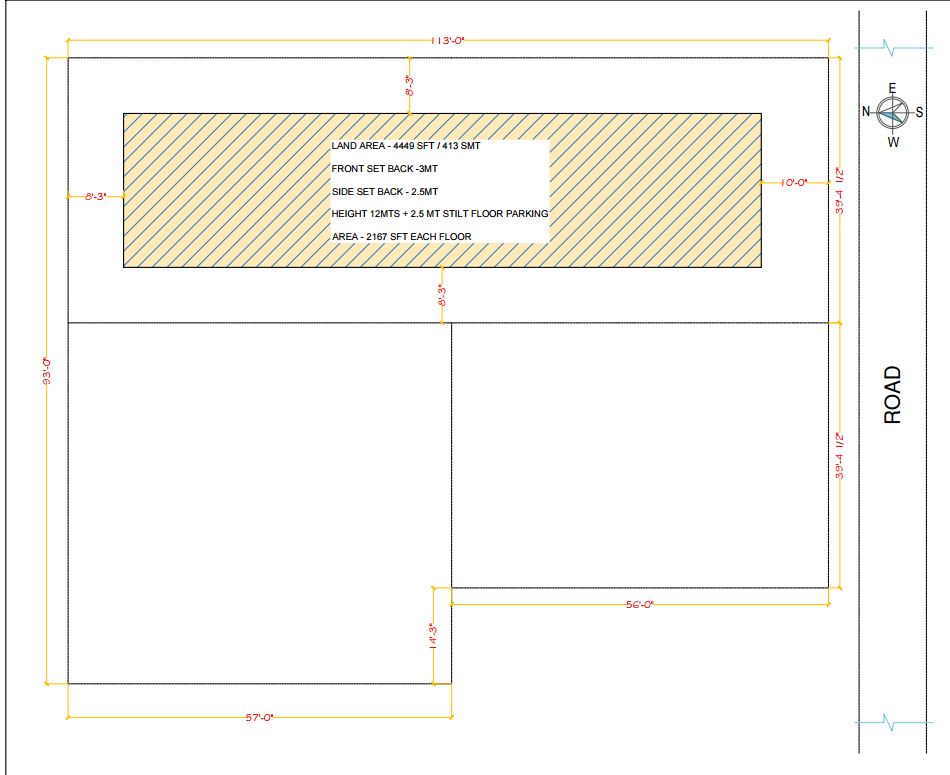 113'-0"
8'-3"
E
N
S
W
LAND AREA - 4449 SFT / 413 SMT
FRONT SET BACK -3MT
SIDE SET BACK - 2.5MT
HEIGHT 12MTS + 2.5 MT STILT FLOOR PARKING
AREA - 2167 SFT EACH FLOOR
8'-3"
10'-0"
39'-4 1/2"
8'-3"
93'-0"
ROAD
39'-4 1/2"
56'-0"
14'-3"
57'-0"